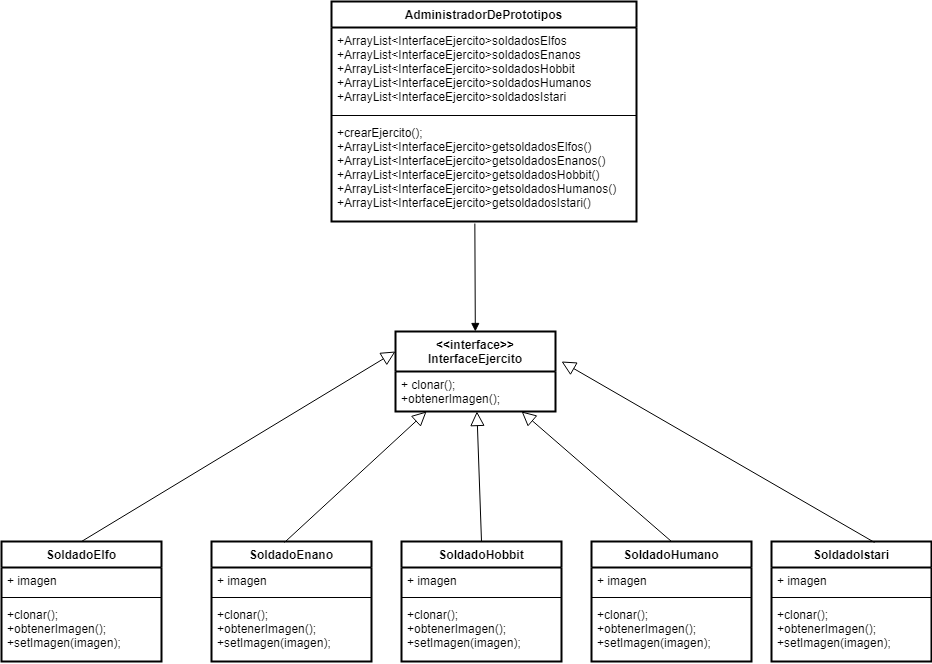 AdministradorDePrototipos
+ArrayList<InterfaceEjercito>soldadosElfos
+ArrayList<InterfaceEjercito>soldadosEnanos
+ArrayList<InterfaceEjercito>soldadosHobbit
+ArrayList<InterfaceEjercito>soldadosHumanos
+ArrayList<InterfaceEjercito>soldadosIstari
+crearEjercito();
+ArrayList<InterfaceEjercito>getsoldadosElfos()
+ArrayList<InterfaceEjercito>getsoldadosEnanos()
+ArrayList<InterfaceEjercito>getsoldadosHobbit()
+ArrayList<InterfaceEjercito>getsoldadosHumanos()
+ArrayList<InterfaceEjercito>getsoldadosIstari()
<<interface>>
InterfaceEjercito
+ clonar();
+obtenerImagen();
SoldadoElfo
+ imagen
+clonar();
+obtenerImagen();
+setImagen(imagen);
SoldadoEnano
+ imagen
+clonar();
+obtenerImagen();
+setImagen(imagen);
SoldadoHobbit
+ imagen
+clonar();
+obtenerImagen();
+setImagen(imagen);
SoldadoHumano
+ imagen
+clonar();
+obtenerImagen();
+setImagen(imagen);
SoldadoIstari
+ imagen
+clonar();
+obtenerImagen();
+setImagen(imagen);